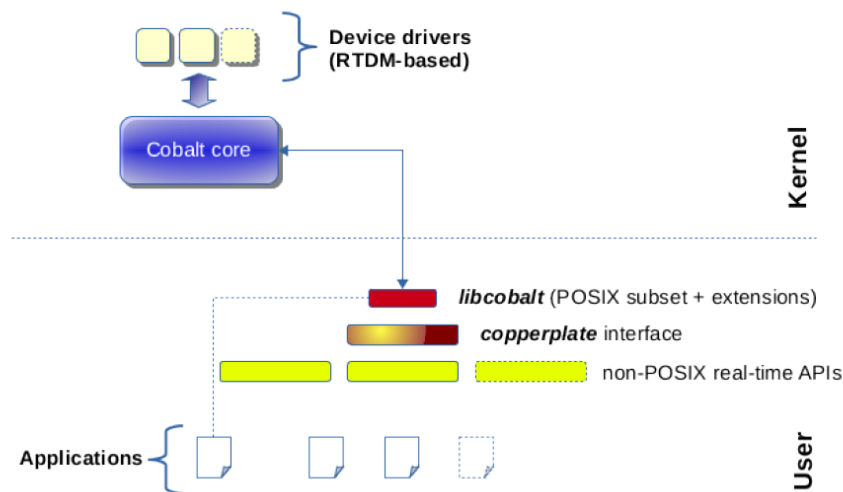 Device drivers
(RTDM-based)
Cobalt core
Kernel
libcobalt (POSIX subset + extensions)
copperplate interface
non-POSIX real-time APIs
Applications
User